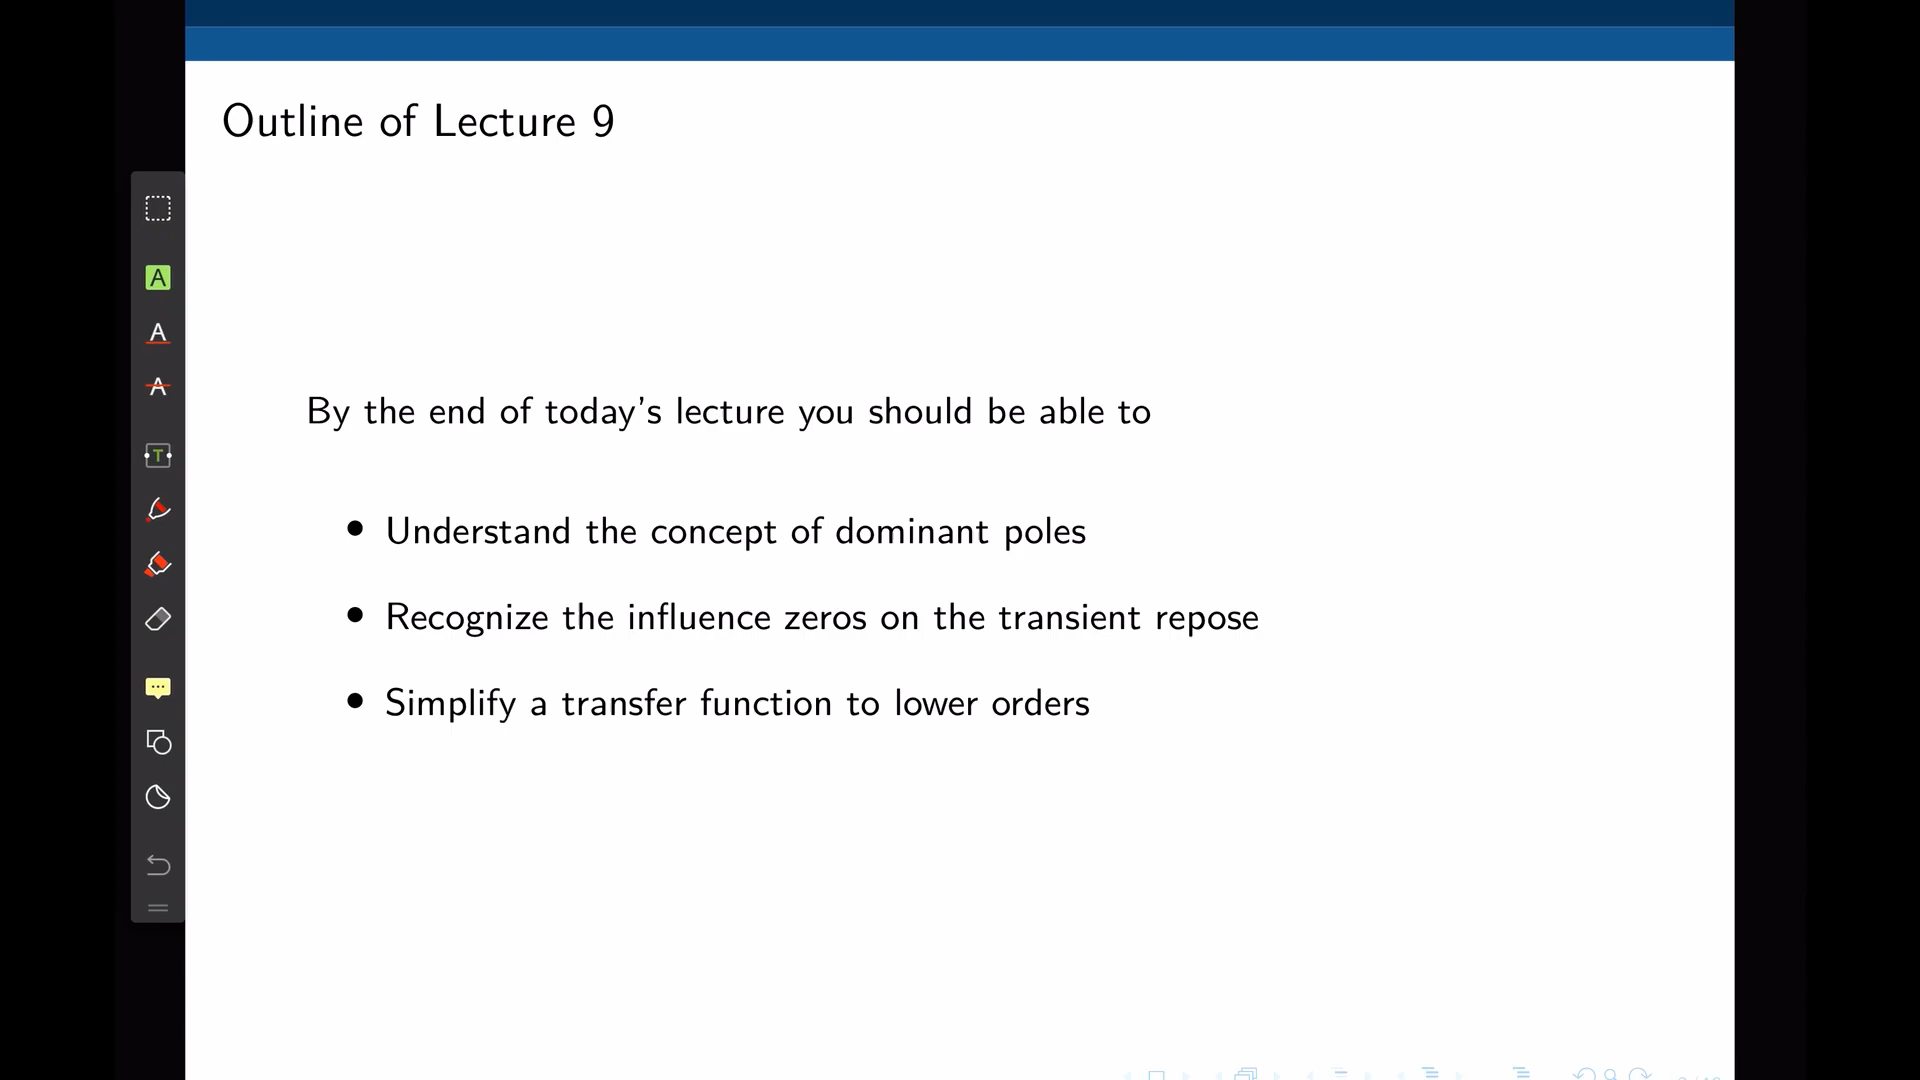 Outline of Lecture 9
By the end of today's lecture you should be able to
• Understand the concept of dominant poles
• Recognize the influence zeros on the transient repose
• Simplify a transfer function to lower orders
A
A
A
T